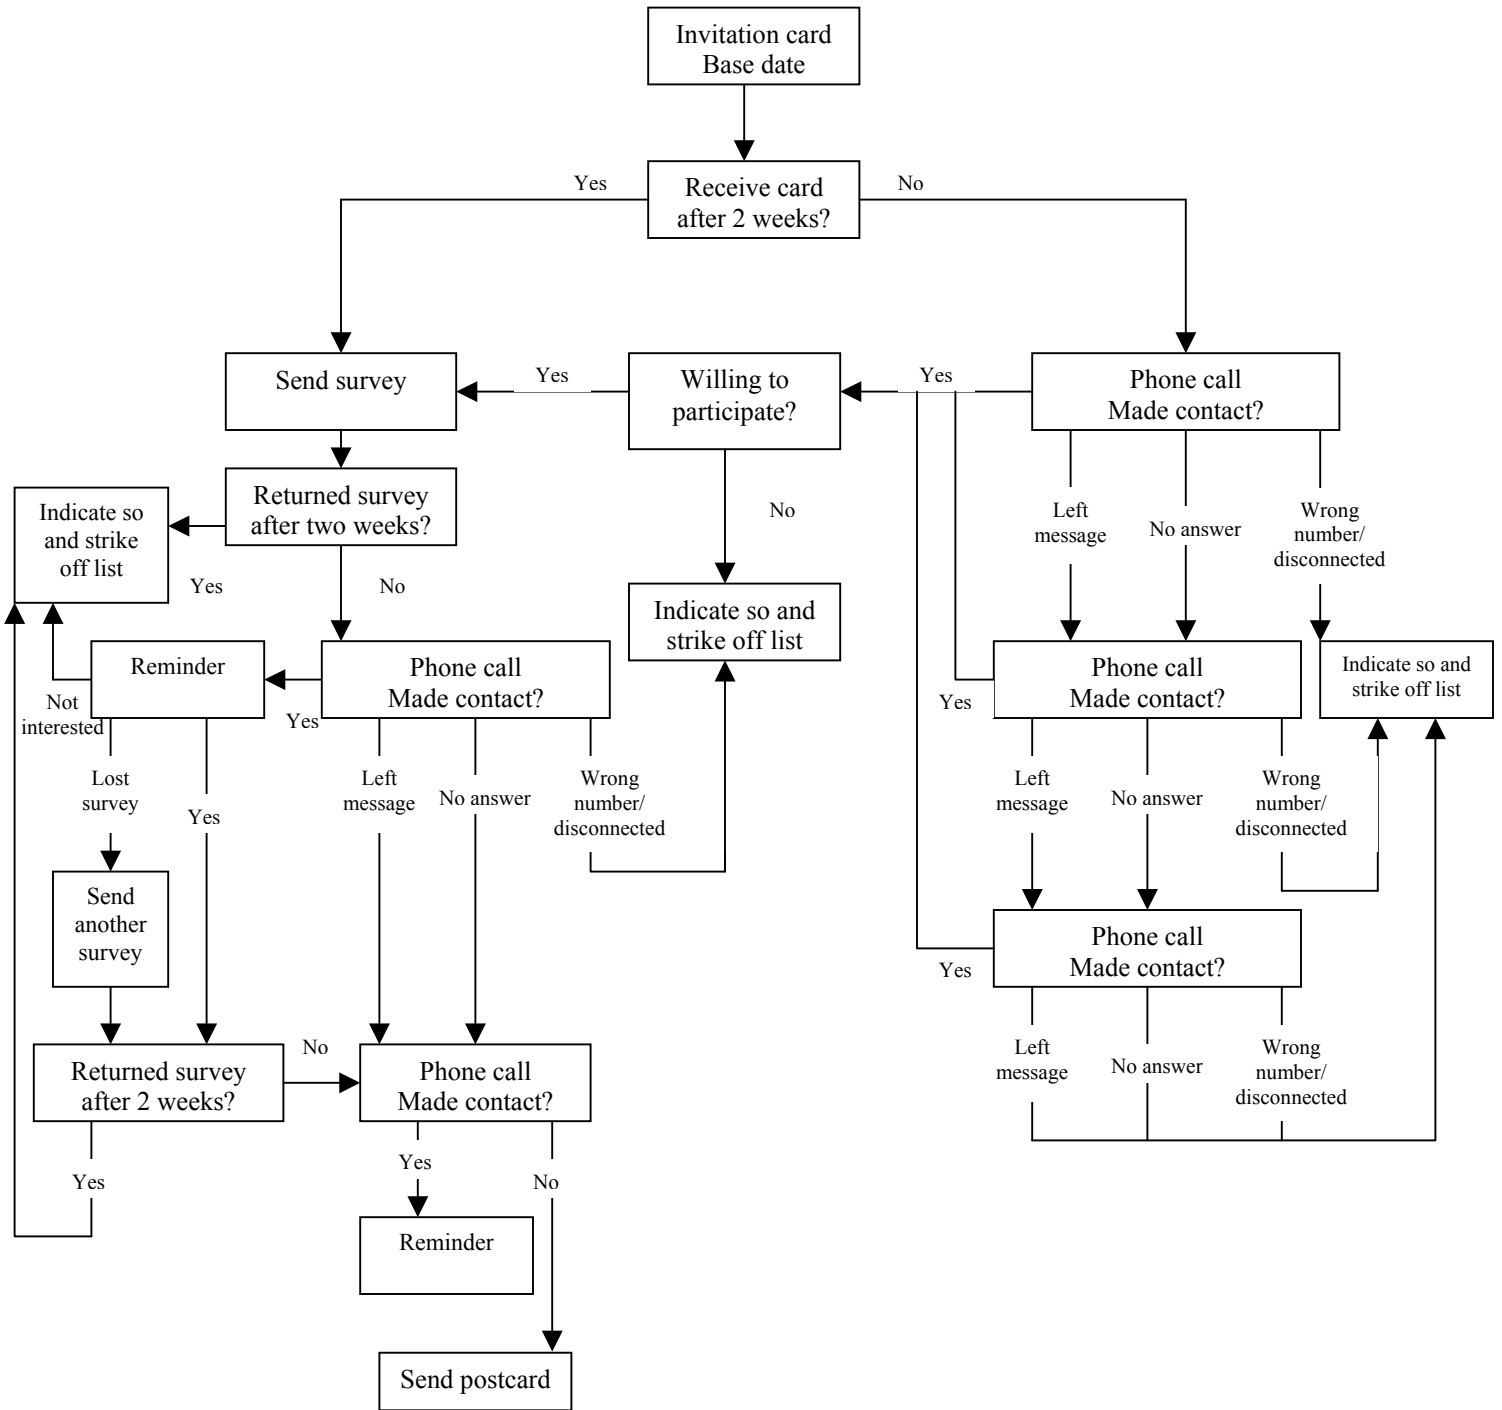 Invitation card
Base date
Yes
Receive card
after 2 weeks?
No
Send survey
Yes
Willing to
participate?
Yes
Phone call
Made contact?
Indicate so
and strike
off list
Returned survey
after two weeks?
Yes
No
No
Left
message
No answer
Wrong
number/
disconnected
Indicate so and
strike off list
Reminder
Phone call
Made contact?
Yes
Not
interested
Yes
Phone call
Made contact?
Indicate so and
strike off list
Lost
survey
Yes
Left
message
No answer
Wrong
number/
disconnected
Left
message
No answer
Wrong
number/
disconnected
Send
another
survey
Yes
Phone call
Made contact?
Returned survey
after 2 weeks?
No
Phone call
Made contact?
Left
message
No answer
Wrong
number/
disconnected
Yes
Yes
No
Reminder
Send postcard